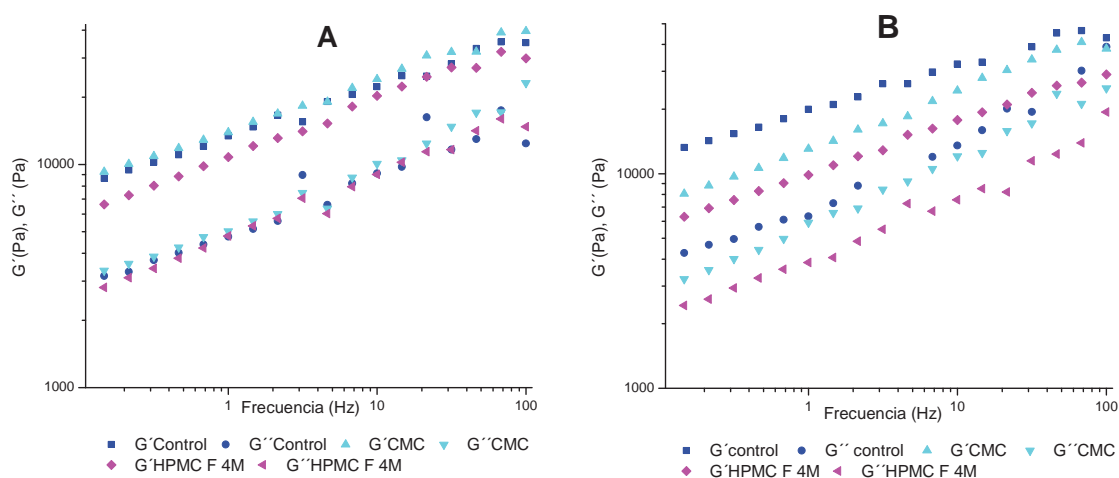 A
G´(Pa), G´´ (Pa)
10000
1000
1
10
100
Frecuencia (Hz)
G´Control G´´Control G´CMC G´´CMC
G´HPMC F 4M G´´HPMC F 4M
B
G´(Pa), G´´ (Pa)
10000
1000
1
10
100
Frecuencia (Hz)
G´control G´´ control G´CMC G´´CMC
G´HPMC F 4M G´´HPMC F 4M